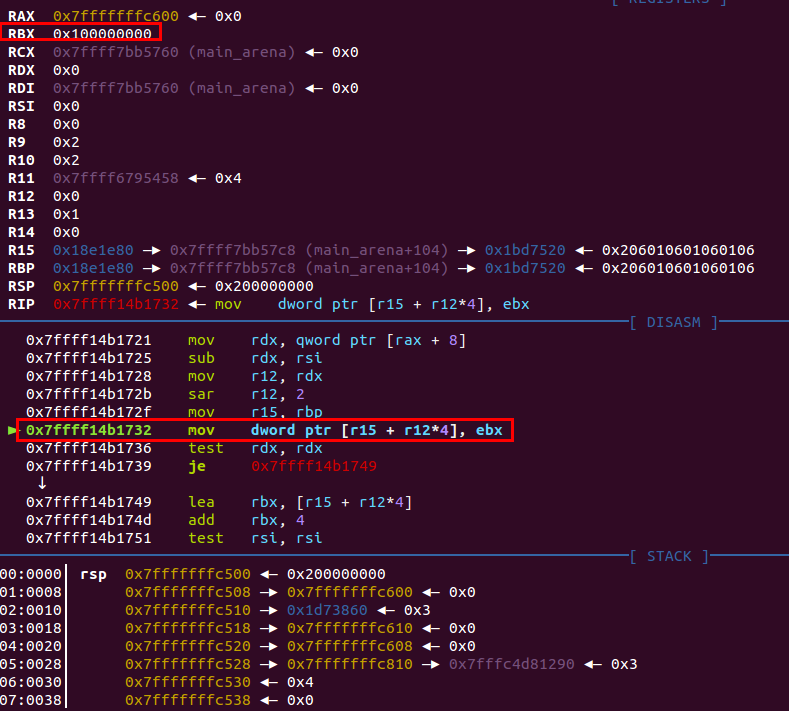 [ REGISTERS ]
RAX 0x7fffffffc600 ◂— 0x0
RBX 0x100000000
RCX 0x7ffff7bb5760 (main_arena) ◂— 0x0
RDX 0x0
RDI 0x7ffff7bb5760 (main_arena) ◂— 0x0
RSI 0x0
R8 0x0
R9 0x2
R10 0x2
R11 0x7ffff6795458 ◂— 0x4
R12 0x0
R13 0x1
R14 0x0
R15 0x18e1e80 —▸ 0x7ffff7bb57c8 (main_arena+104) —▸ 0x1bd7520 ◂— 0x206010601060106
RBP 0x18e1e80 —▸ 0x7ffff7bb57c8 (main_arena+104) —▸ 0x1bd7520 ◂— 0x206010601060106
RSP 0x7fffffffc500 ◂— 0x200000000
RIP 0x7ffff14b1732 ◂— mov dword ptr [r15 + r12*4], ebx
[ DISASM ]
0x7ffff14b1721 mov rdx, qword ptr [rax + 8]
0x7ffff14b1725 sub rdx, rsi
0x7ffff14b1728 mov r12, rdx
0x7ffff14b172b sar r12, 2
0x7ffff14b172f mov r15, rbp
► 0x7ffff14b1732 mov dword ptr [r15 + r12*4], ebx
0x7ffff14b1736 test rdx, rdx
0x7ffff14b1739 je 0x7ffff14b1749
↓
0x7ffff14b1749 lea rbx, [r15 + r12*4]
0x7ffff14b174d add rbx, 4
0x7ffff14b1751 test rsi, rsi
[ STACK ]
00:0000│ rsp 0x7fffffffc500 ◂— 0x200000000
01:0008│ 0x7fffffffc508 —▸ 0x7fffffffc600 ◂— 0x0
02:0010│ 0x7fffffffc510 —▸ 0x1d73860 ◂— 0x3
03:0018│ 0x7fffffffc518 —▸ 0x7fffffffc610 ◂— 0x0
04:0020│ 0x7fffffffc520 —▸ 0x7fffffffc608 ◂— 0x0
05:0028│ 0x7fffffffc528 —▸ 0x7fffffffc810 —▸ 0x7fffc4d81290 ◂— 0x3
06:0030│ 0x7fffffffc530 ◂— 0x4
07:0038│ 0x7fffffffc538 ◂— 0x0